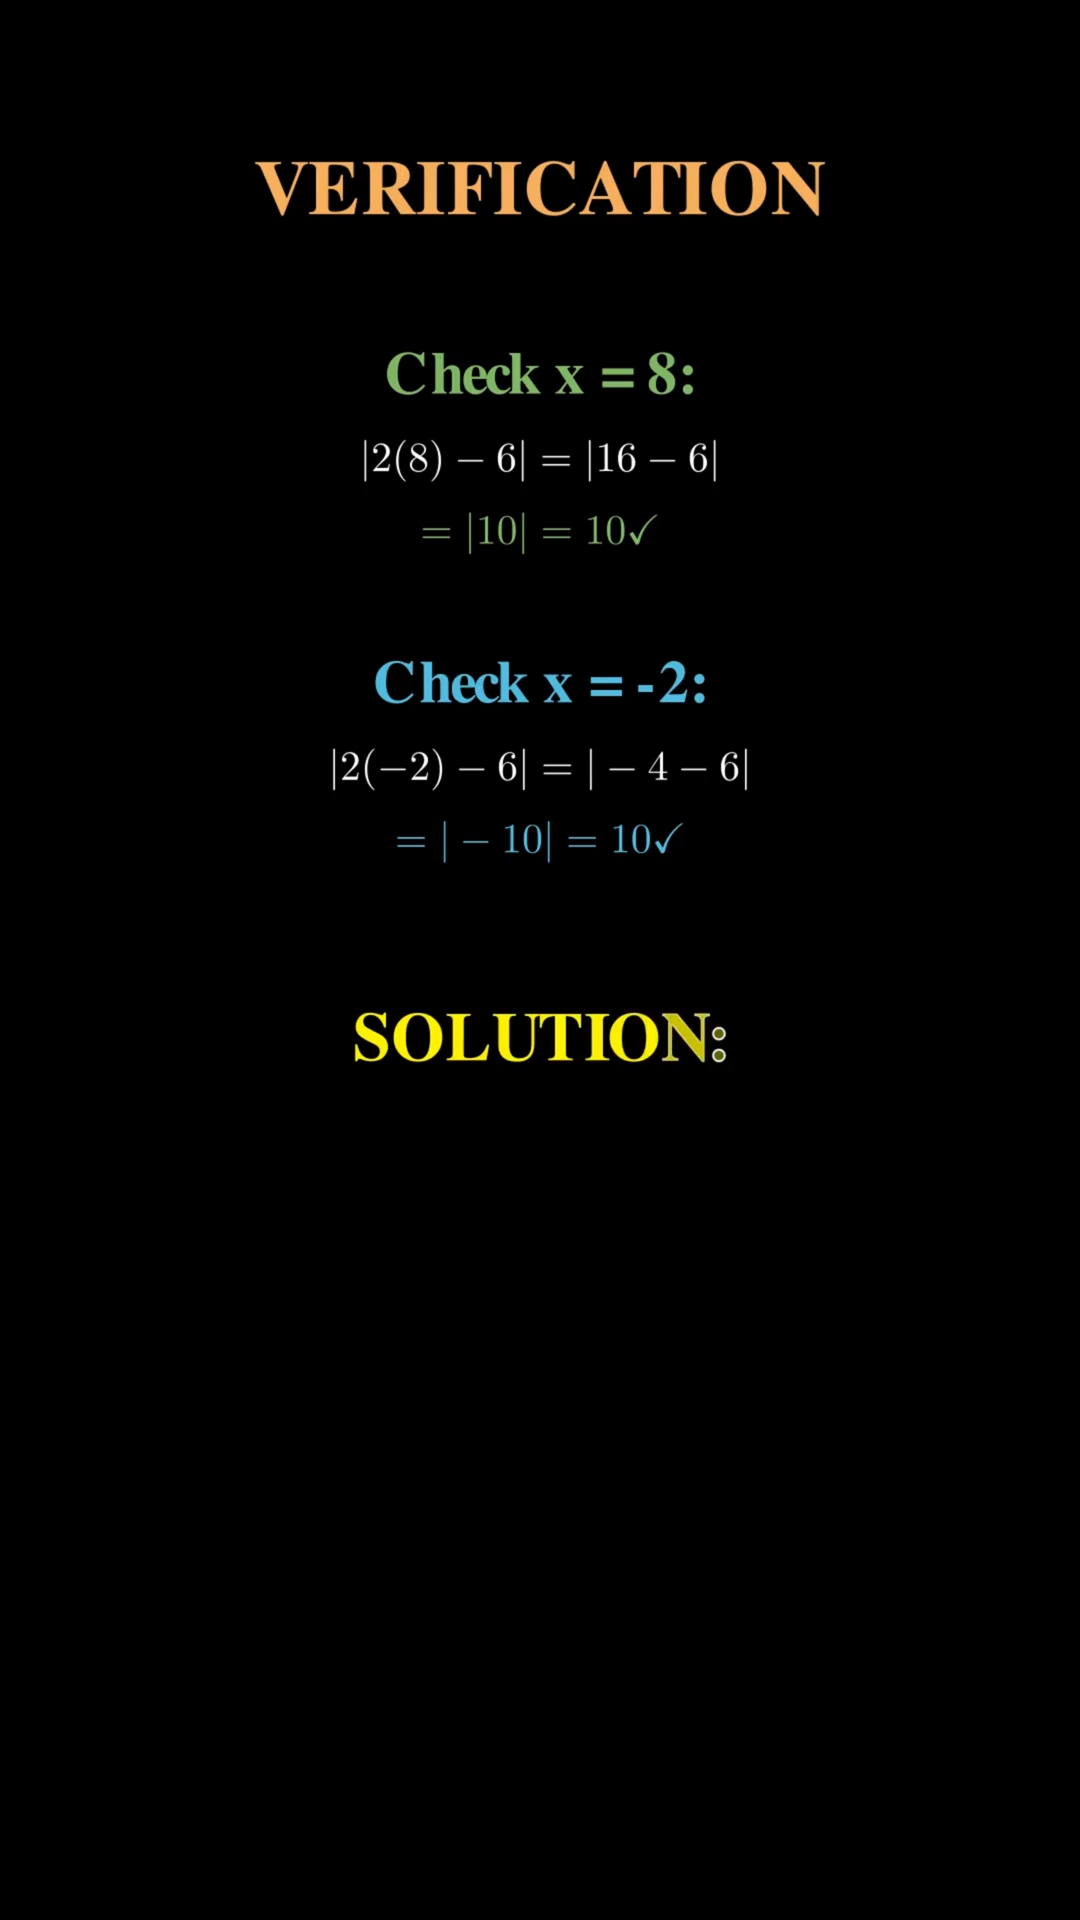 VERIFICATION
Check x = 8:
|2(8) − 6| = |16 − 6|
= |10| = 10✓
Check x = -2:
|2(−2) − 6| = | − 4 − 6|
= | − 10| = 10✓
SOLUTION: